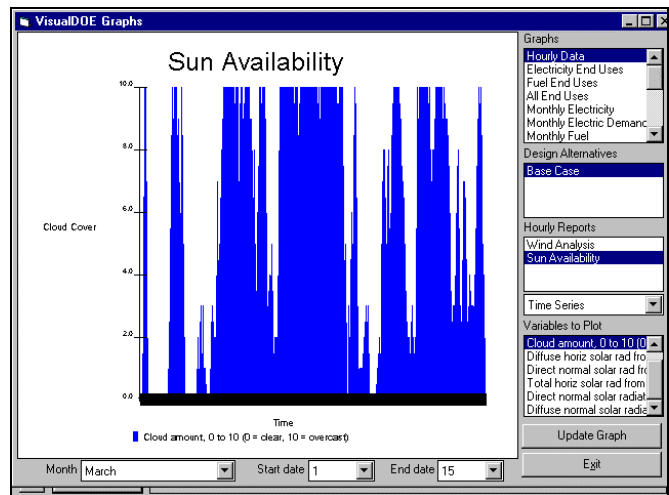 VisualDOE Graphs
Sun Availability
10.0
8.0
6.0
4.0
2.0
0.0
Cloud Cover
Time
Cloud amount, 0 to 10 (0 = clear, 10 = overcast)
Month March Start date 1 End date 15
Graphs
Hourly Data
Electricity End Uses
Fuel End Uses
All End Uses
Monthly Electricity
Monthly Electric Demanc
Monthly Fuel
Design Alternatives
Base Case
Hourly Reports
Wind Analysis
Sun Availability
Time Series
Variables to Plot
Cloud amount, 0 to 10 (0
Diffuse horiz solar rad fro
Direct normal solar rad fro
Total horiz solar rad from
Direct normal solar radiat
Diffuse normal solar radia
Update Graph
Exit